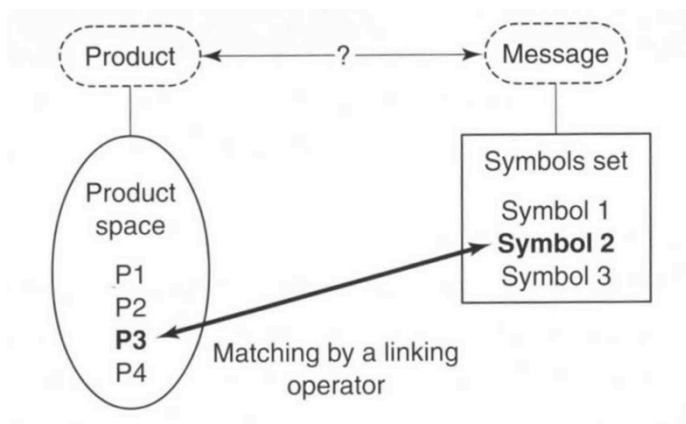 Product
?
Message
Product
space
P1
P2
P3
P4
Symbols set
Symbol 1
Symbol 2
Symbol 3
Matching by a linking
operator